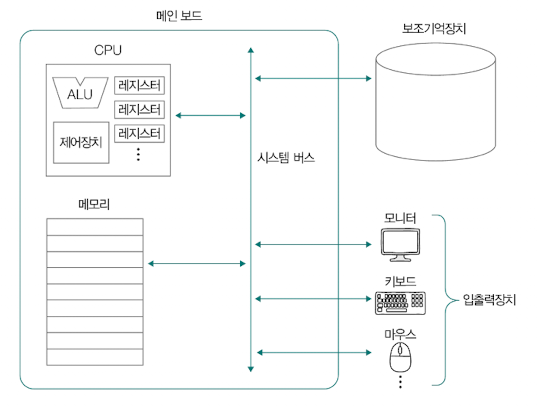 메인 보드
보조기억장치
CPU
ALU
레지스터
레지스터
레지스터
제어장치
시스템 버스
메모리
모니터
키보드
입출력장치
마우스